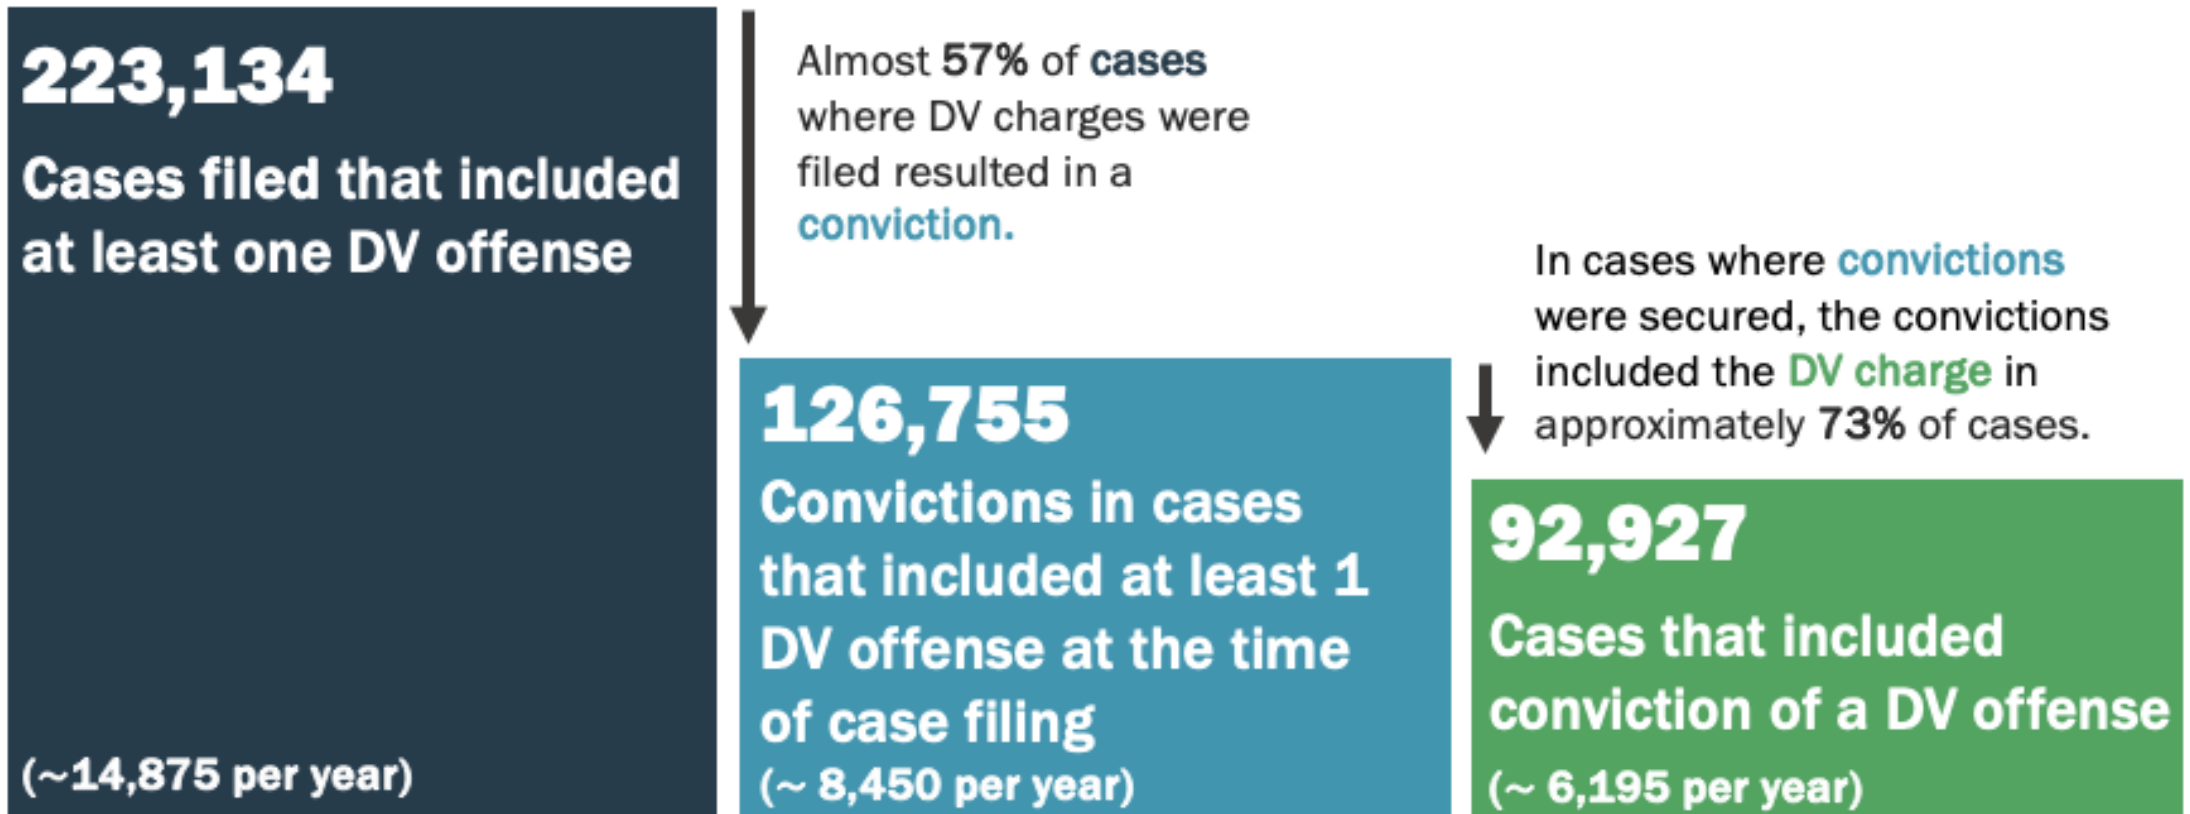 223,134
Cases filed that included
at least one DV offense
(~14,875 per year)
Almost 57% of cases
where DV charges were
filed resulted in a
conviction.
126,755
Convictions in cases
that included at least 1
DV offense at the time
of case filing
(~ 8,450 per year)
In cases where convictions
were secured, the convictions
included the DV charge in
approximately 73% of cases.
92,927
Cases that included
conviction of a DV offense
(~ 6,195 per year)